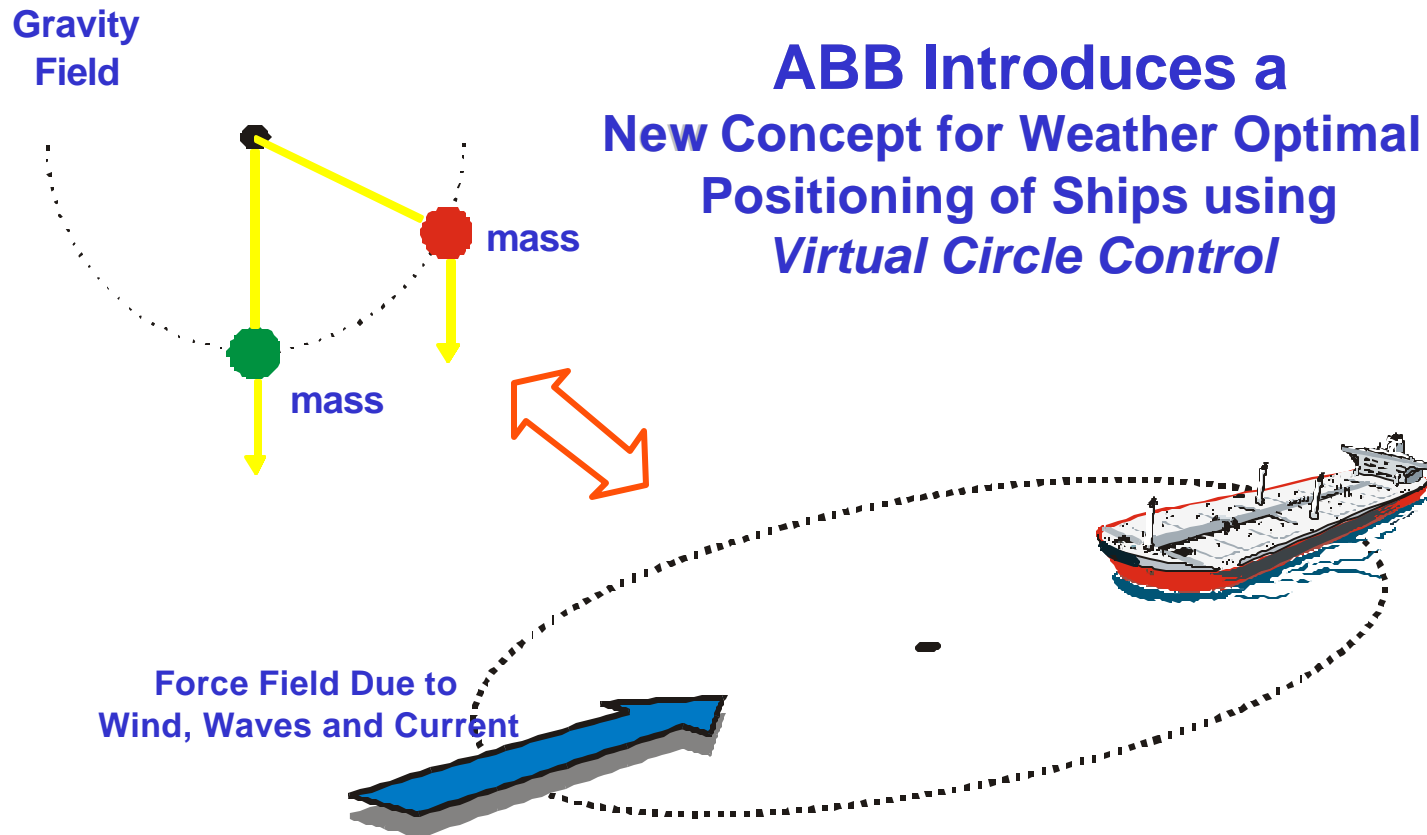 Gravity
Field
ABB Introduces a
New Concept for Weather Optimal
Positioning of Ships using
Virtual Circle Control
mass
mass
Force Field Due to
Wind, Waves and Current